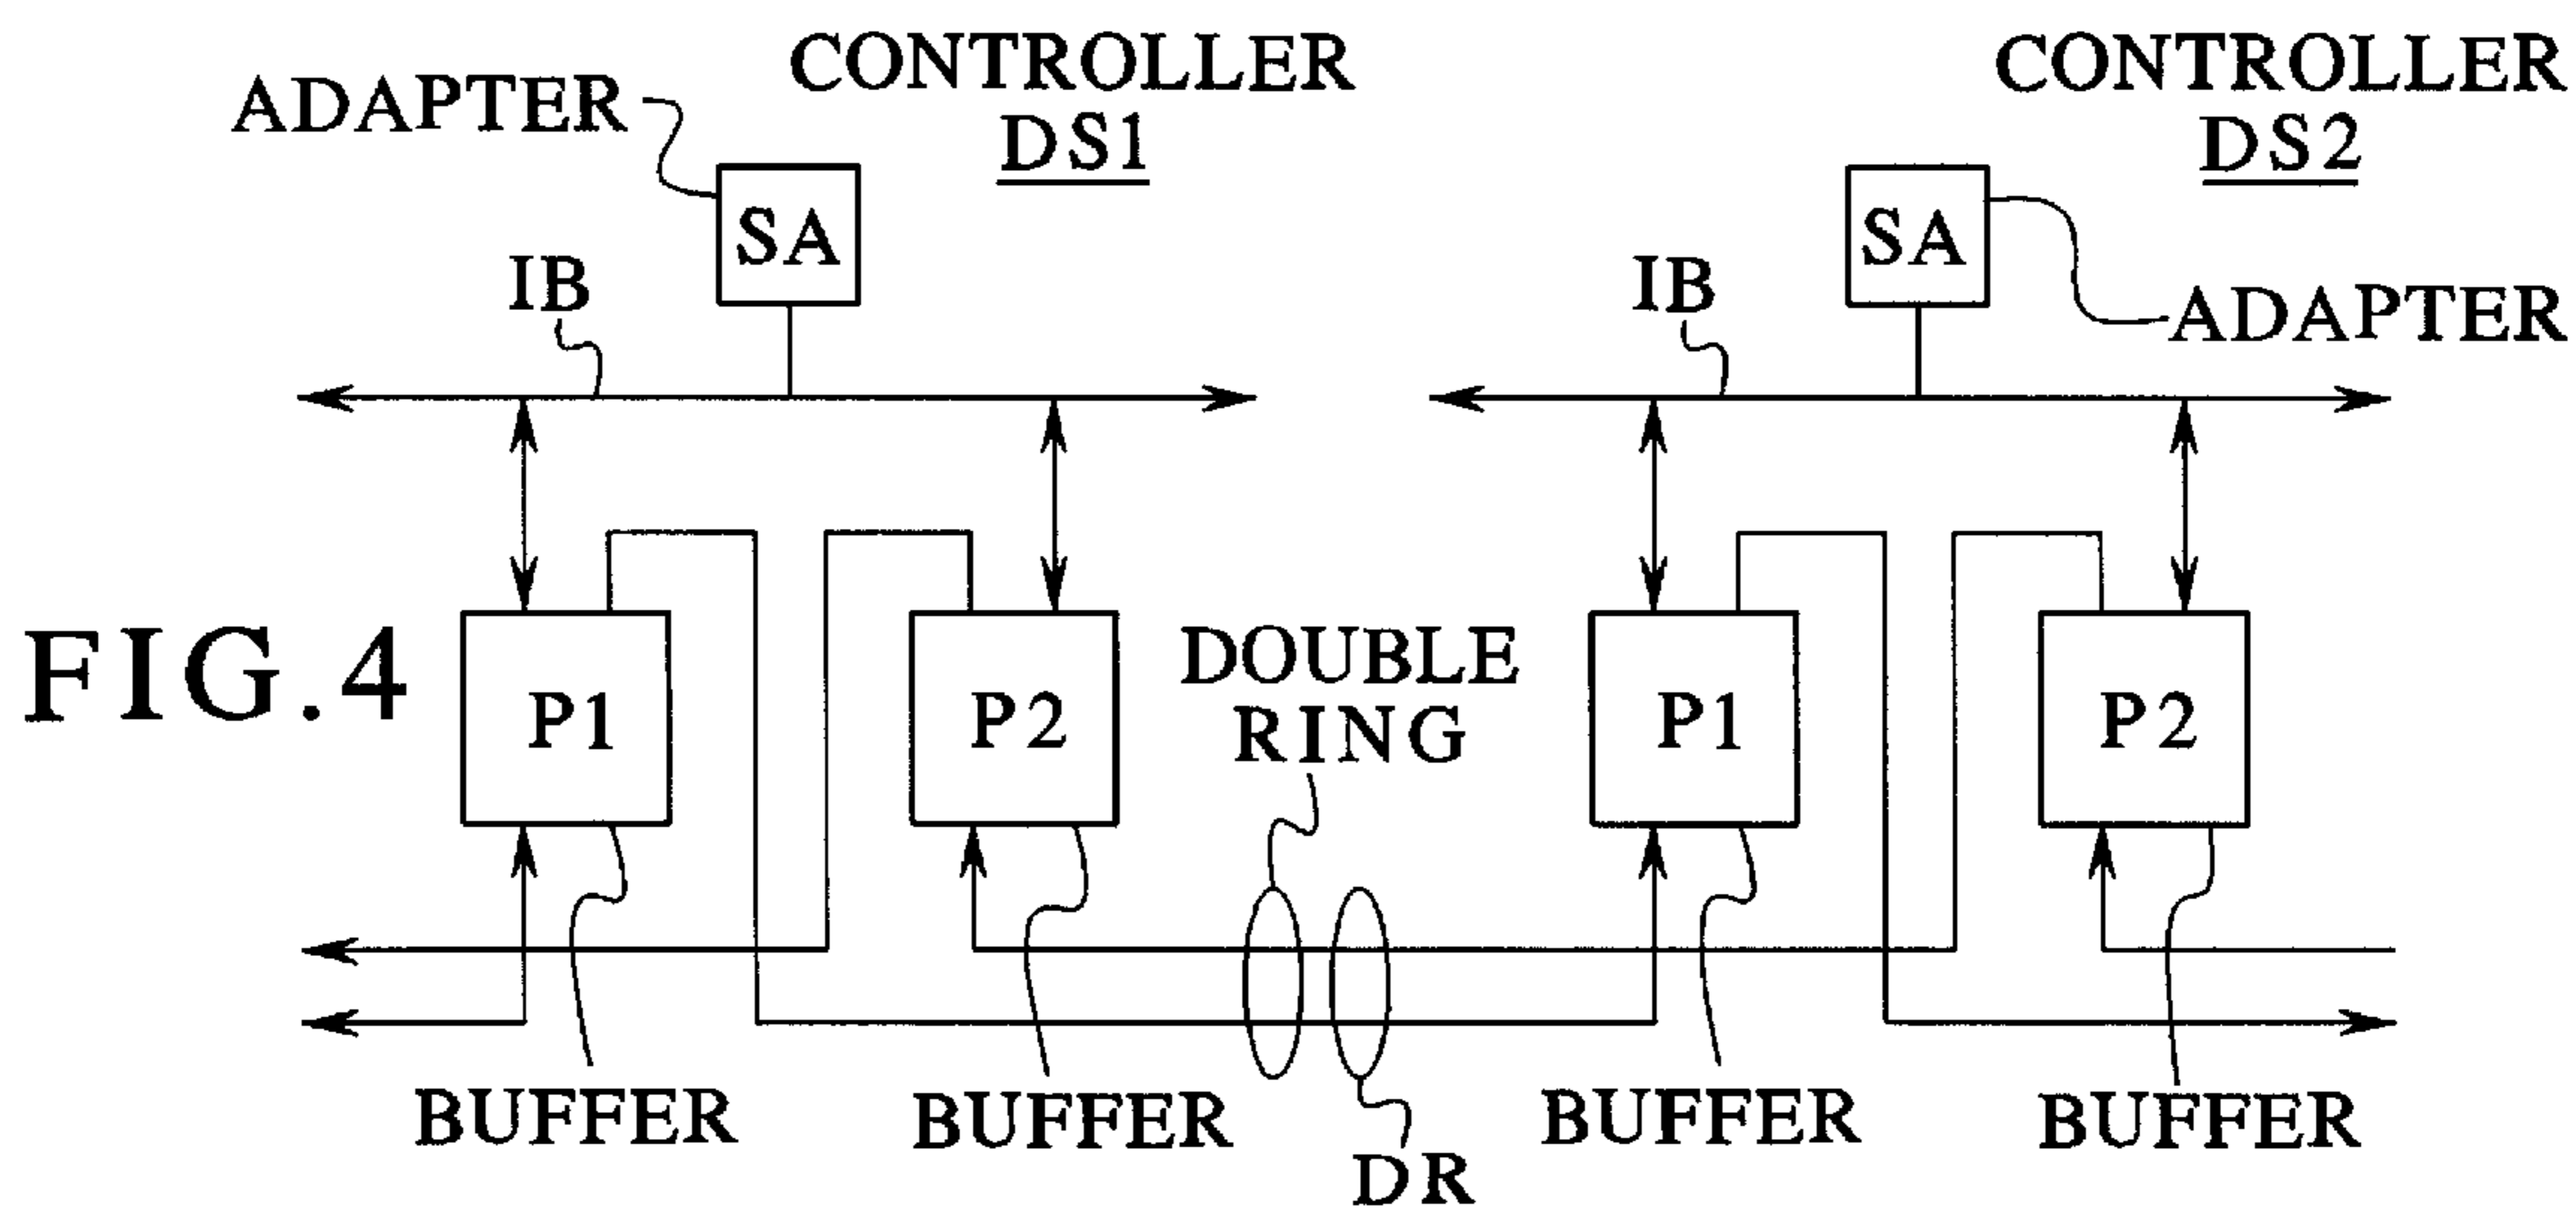 CONTROLLER
DS1
CONTROLLER
DS2
ADAPTER
SA
SA
IB
IB
ADAPTER
FIG.4
P1
P2
DOUBLE
RING
P1
P2
BUFFER
BUFFER
BUFFER
BUFFER
DR